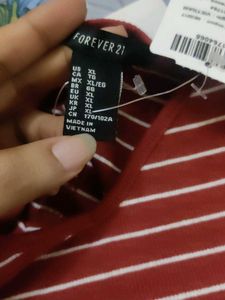 FOREVER 21
US XL
CA TG
MX XL/EG
BR GG
EU XL
UK XL
KR XL
JP XL
CN 170/102A
MADE IN
VIETNAM